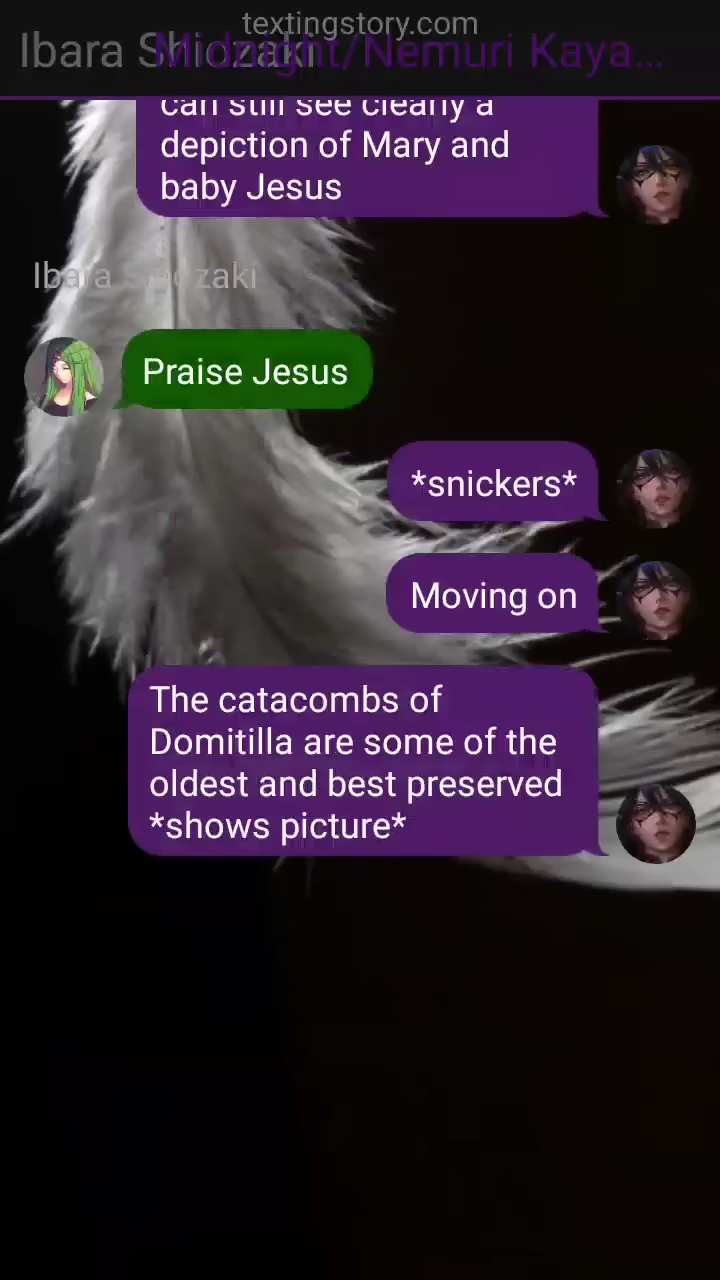 textingstory.com
Ibara Shiozaki
Midnight/Nemuri Kaya...
can still see clearly a
depiction of Mary and
baby Jesus
Ibara Shiozaki
Praise Jesus
*snickers*
Moving on
The catacombs of
Domitilla are some of the
oldest and best preserved
*shows picture*